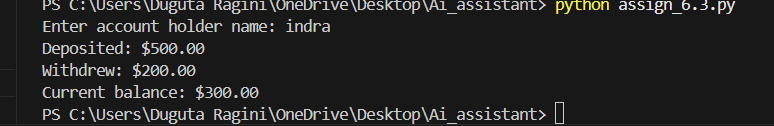 PS C:\Users\Duguta Ragini\OneDrive\Desktop\Ai_assistant> python assign_6.3.py
Enter account holder name: indra
Deposited: $500.00
Withdrew: $200.00
Current balance: $300.00
PS C:\Users\Duguta Ragini\OneDrive\Desktop\Ai_assistant>